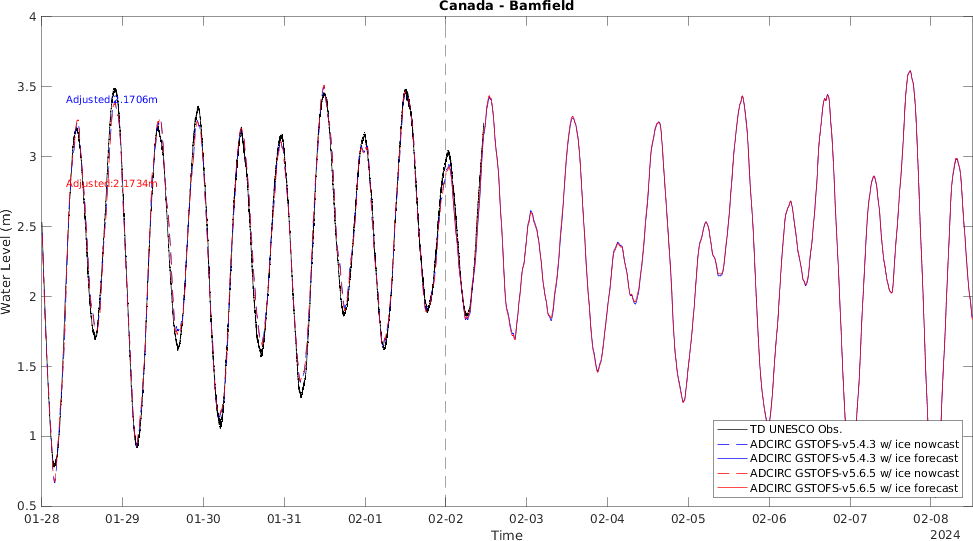 Canada - Bamfield
4
3.5
3
2.5
2
1.5
1
0.5
Water Level (m)
Adjusted:2.1706m
Adjusted:2.1734m
TD UNESCO Obs.
ADCIRC GSTOFS-v5.4.3 w/ ice nowcast
ADCIRC GSTOFS-v5.4.3 w/ ice forecast
ADCIRC GSTOFS-v5.6.5 w/ ice nowcast
ADCIRC GSTOFS-v5.6.5 w/ ice forecast
01-28 01-29 01-30 01-31 02-01 02-02 02-03 02-04 02-05 02-06 02-07 02-08
Time
2024